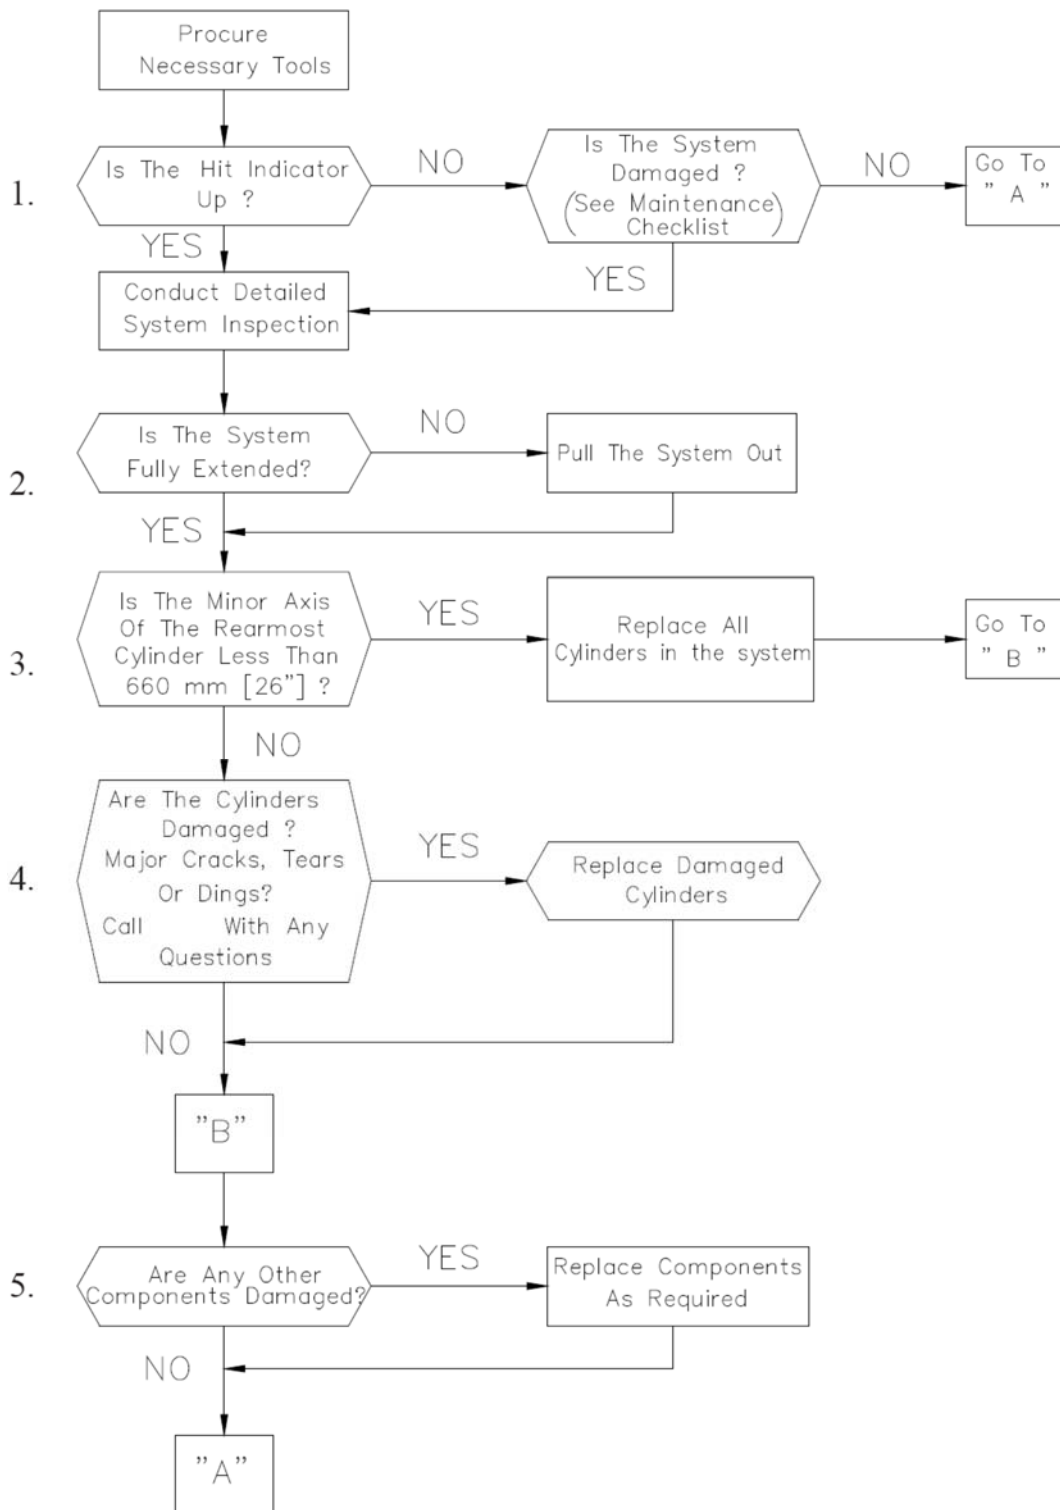 Procure
Necessary Tools
1.
Is The Hit Indicator
Up ?
NO
Is The System
Damaged ?
(See Maintenance)
Checklist
NO
Go To
" A "
YES
YES
Conduct Detailed
System Inspection
2.
Is The System
Fully Extended?
NO
Pull The System Out
YES
3.
Is The Minor Axis
Of The Rearmost
Cylinder Less Than
660 mm [26"] ?
YES
Replace All
Cylinders in the system
Go To
" B "
NO
4.
Are The Cylinders
Damaged ?
Major Cracks, Tears
Or Dings?
Call With Any
Questions
YES
Replace Damaged
Cylinders
NO
"B"
5.
Are Any Other
Components Damaged?
YES
Replace Components
As Required
NO
"A"